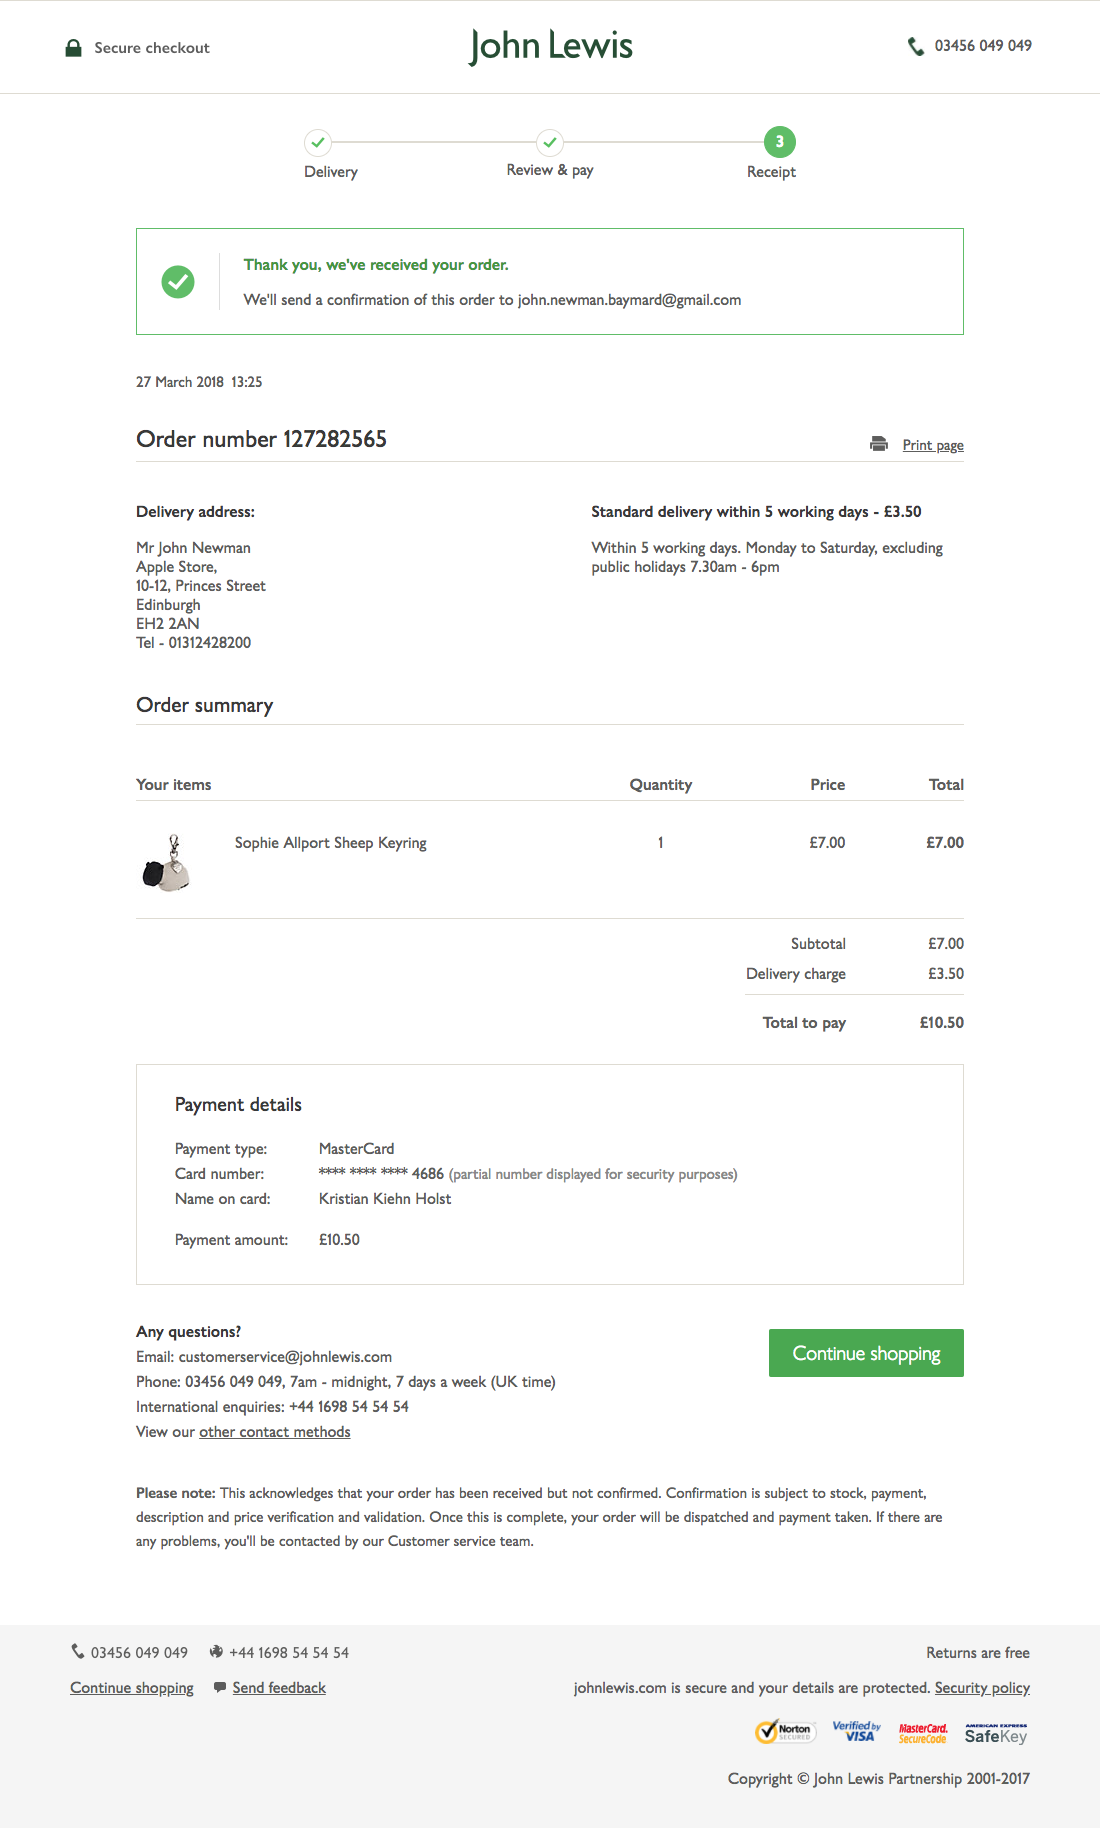 Secure checkout
John Lewis
03456 049 049
3
Delivery
Review & pay
Receipt
Thank you, we've received your order.
We'll send a confirmation of this order to john.newman.baymard@gmail.com
27 March 2018 13:25
Order number 127282565
Print page
Delivery address:
Standard delivery within 5 working days - £3.50
Mr John Newman
Apple Store,
10-12, Princes Street
Edinburgh
EH2 2AN
Tel - 01312428200
Within 5 working days. Monday to Saturday, excluding
public holidays 7.30am - 6pm
Order summary
Your items Quantity Price Total
Sophie Allport Sheep Keyring 1 £7.00 £7.00
Subtotal £7.00
Delivery charge £3.50
Total to pay £10.50
Payment details
Payment type: MasterCard
Card number: **** **** **** 4686 (partial number displayed for security purposes)
Name on card: Kristian Kiehn Holst
Payment amount: £10.50
Any questions?
Email: customerservice@johnlewis.com
Phone: 03456 049 049, 7am - midnight, 7 days a week (UK time)
International enquiries: +44 1698 54 54 54
View our other contact methods
Continue shopping
Please note: This acknowledges that your order has been received but not confirmed. Confirmation is subject to stock, payment,
description and price verification and validation. Once this is complete, your order will be dispatched and payment taken. If there are
any problems, you'll be contacted by our Customer service team.
03456 049 049 +44 1698 54 54 54
Returns are free
Continue shopping Send feedback
johnlewis.com is secure and your details are protected. Security policy
Norton
SECURED
Verified by
VISA
MasterCard.
SecureCode
AMERICAN EXPRESS
SafeKey
Copyright © John Lewis Partnership 2001-2017